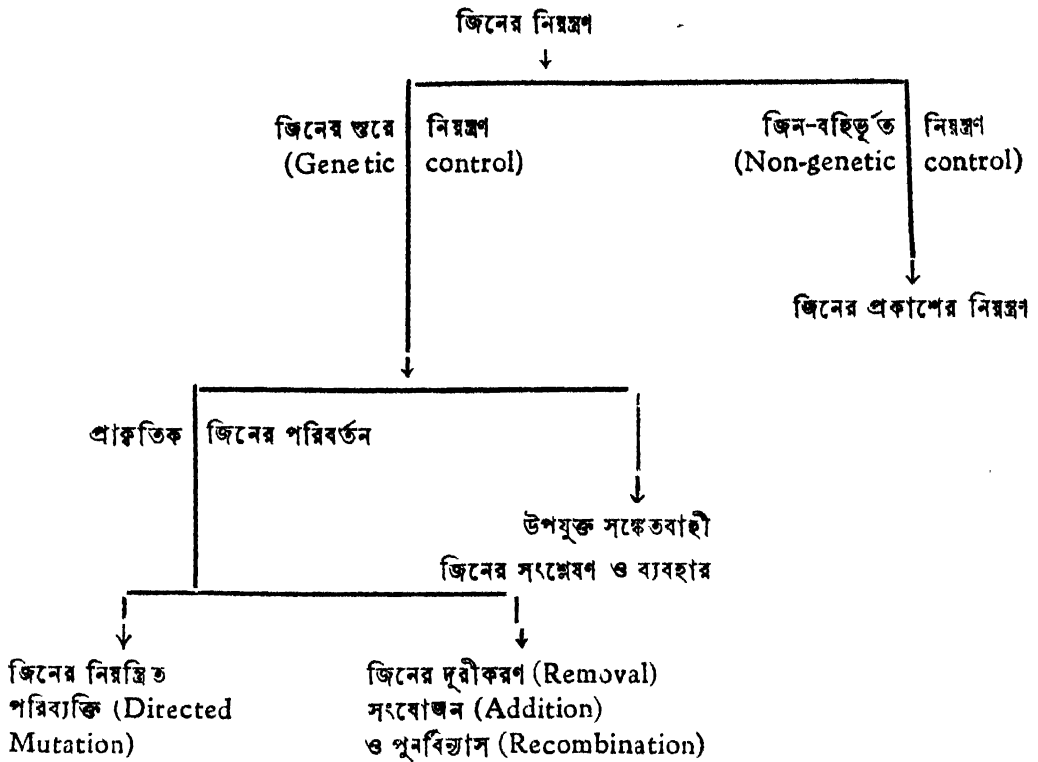 জিনের নিয়ন্ত্রণ
জিনের স্তরে নিয়ন্ত্রণ
(Genetic control)
জিন-বহির্ভূত নিয়ন্ত্রণ
(Non-genetic control)
জিনের প্রকাশের নিয়ন্ত্রণ
প্রাকৃতিক জিনের পরিবর্তন
উপযুক্ত সঙ্কেতবাহী
জিনের সংশ্লেষণ ও ব্যবহার
জিনের নিয়ন্ত্রিত
পরিব্যক্তি (Directed
Mutation)
জিনের দূরীকরণ (Removal)
সংযোজন (Addition)
ও পুনর্বিন্যাস (Recombination)